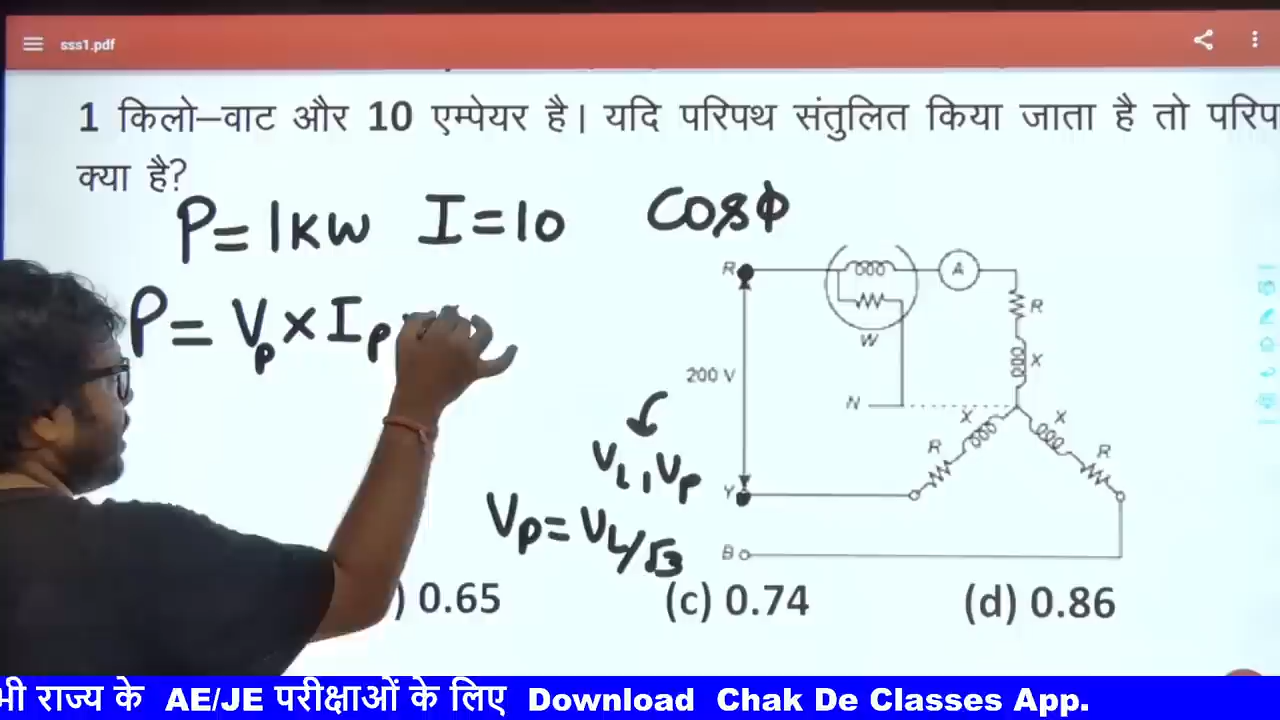 sss1.pdf
1 किलो–वाट और 10 एम्पेयर है। यदि परिपथ संतुलित किया जाता है तो परिप
क्या है?
P = 1KW I = 10 Cosϕ
P = Vp × Ip
R
A
R
W
X
200 V
N
X
X
R
R
VL, Vp
Y
Vp = VL/√3
B
) 0.65 (c) 0.74 (d) 0.86
भी राज्य के AE/JE परीक्षाओं के लिए Download Chak De Classes App.